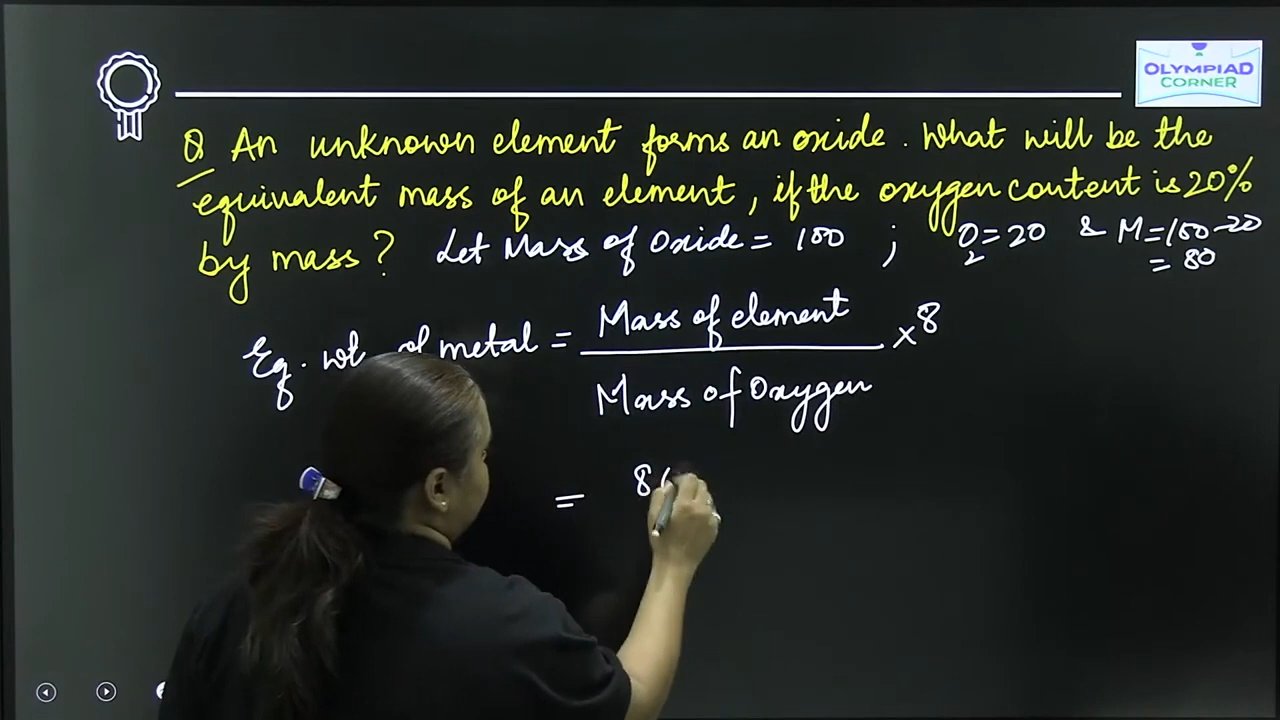 OLYMPIAD
CORNER
Q An unknown element forms an oxide. What will be the
equivalent mass of an element, if the oxygen content is 20%
by mass? Let Mass of Oxide = 100 ; O2 = 20 & M = 100-20
= 80
Eq. wt. of metal = Mass of element
Mass of Oxygen × 8
= 8